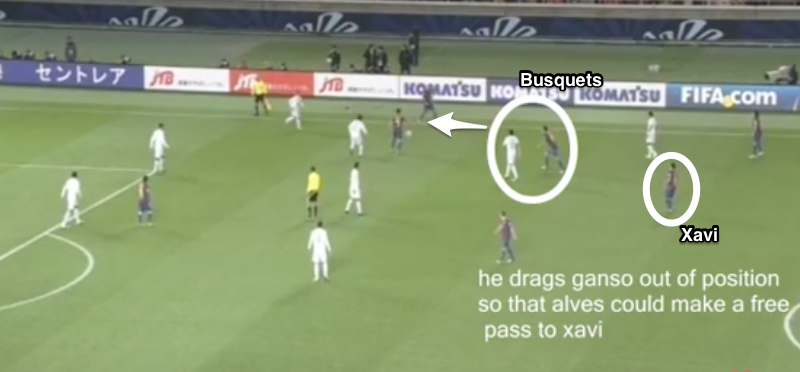 セントレア
JTB
JTB
JTB
KOMATSU
KOMATSU
KOMATSU
FIFA.com
Busquets
Xavi
he drags ganso out of position
so that alves could make a free
pass to xavi